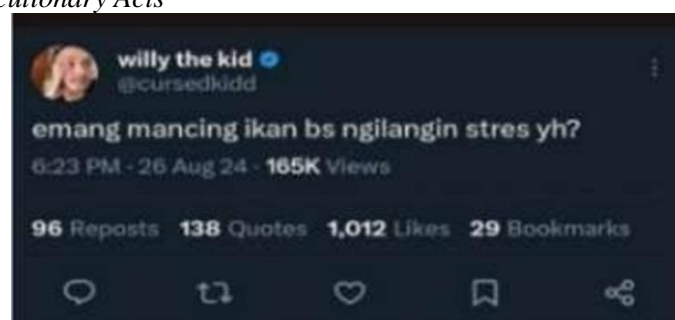 cutionary Acts
willy the kid
@cursedkidd
emang mancing ikan bs ngilangin stres yh?
6:23 PM - 26 Aug 24 - 165K Views
96 Reposts 138 Quotes 1,012 Likes 29 Bookmarks